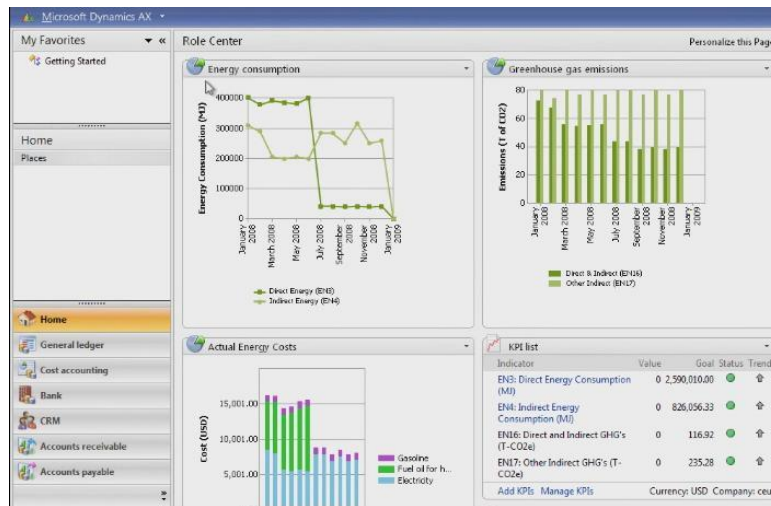 Microsoft Dynamics AX
My Favorites
Getting Started
Home
Places
Home
General ledger
Cost accounting
Bank
CRM
Accounts receivable
Accounts payable
Role Center
Personalize this Page
Energy consumption
Energy Consumption (MJ)
400000
300000
200000
100000
0
January 2008
March 2008
May 2008
July 2008
September 2008
November 2008
January 2009
Direct Energy (EN3)
Indirect Energy (EN4)
Greenhouse gas emissions
Emissions (T of CO2)
80
60
40
20
0
January 2008
March 2008
May 2008
July 2008
September 2008
November 2008
January 2009
Direct & Indirect (EN16)
Other Indirect (EN17)
Actual Energy Costs
Cost (USD)
15,001.00
10,001.00
5,001.00
Gasoline
Fuel oil for h...
Electricity
KPI list
Indicator Value Goal Status Trend
EN3: Direct Energy Consumption 0 2,590,010.00
(MJ)
EN4: Indirect Energy 0 826,056.33
Consumption (MJ)
EN16: Direct and Indirect GHG's 0 116.92
(T-CO2e)
EN17: Other Indirect GHG's (T- 0 235.28
CO2e)
Add KPIs Manage KPIs Currency: USD Company: ceu